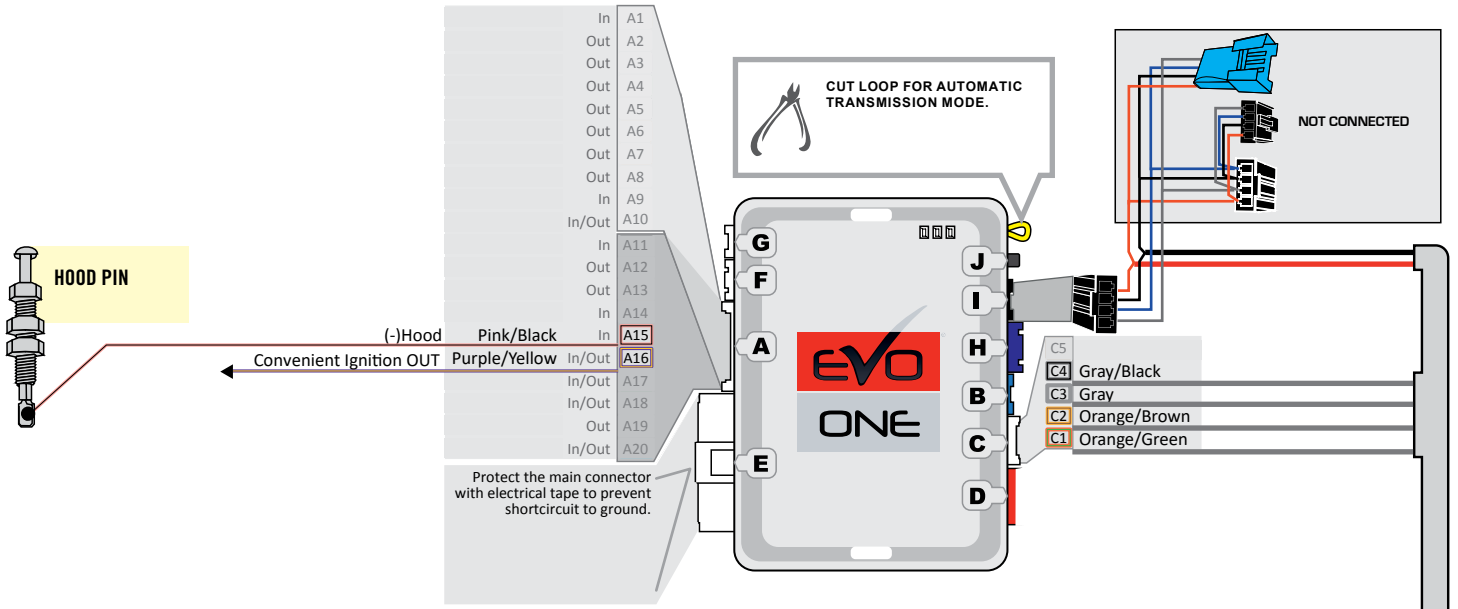 In A1
Out A2
Out A3
Out A4
Out A5
Out A6
Out A7
Out A8
In A9
In/Out A10
In A11
Out A12
Out A13
In A14
(-)Hood Pink/Black In A15
Convenient Ignition OUT Purple/Yellow In/Out A16
In/Out A17
In/Out A18
Out A19
In/Out A20
HOOD PIN
Protect the main connector
with electrical tape to prevent
shortcircuit to ground.
CUT LOOP FOR AUTOMATIC
TRANSMISSION MODE.
NOT CONNECTED
G
F
A
E
J
I
H
B
C
D
EVO
ONE
C5
C4 Gray/Black
C3 Gray
C2 Orange/Brown
C1 Orange/Green